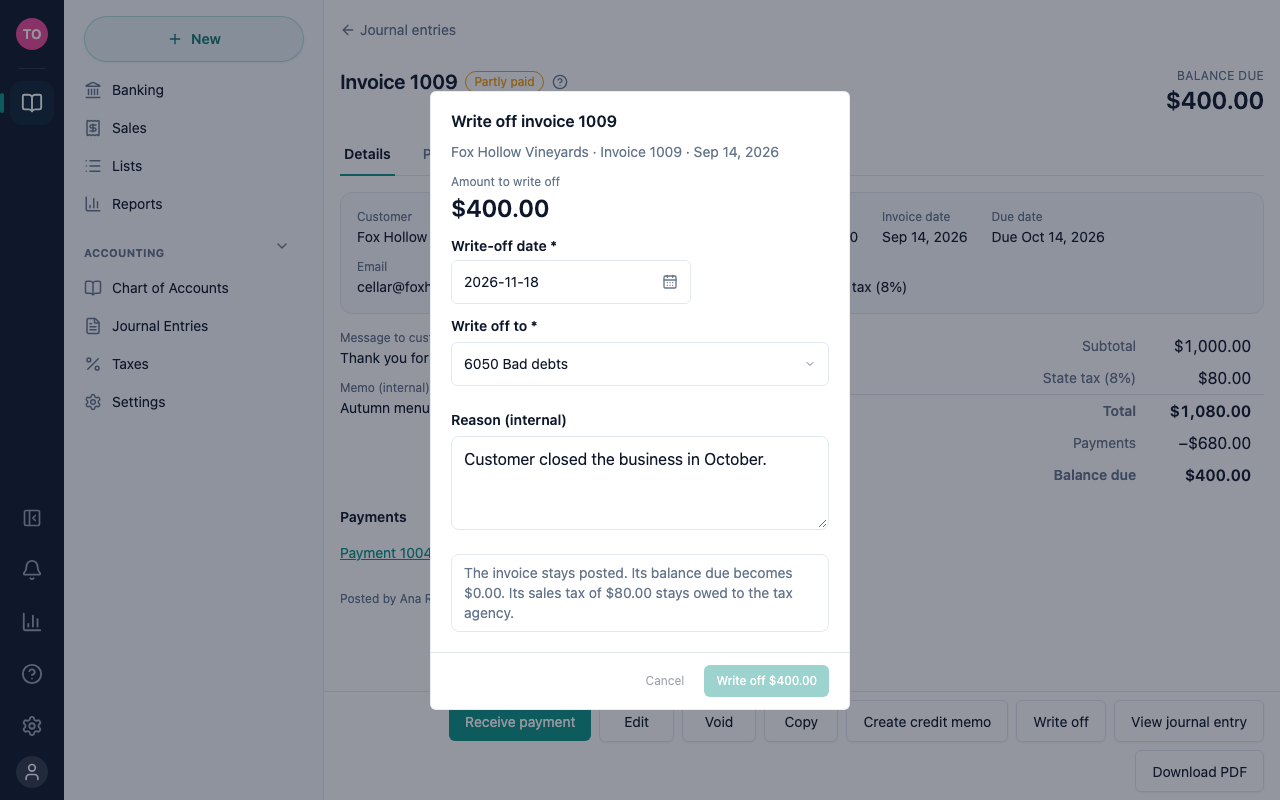 TO
New
Banking
Sales
Lists
Reports
ACCOUNTING
Chart of Accounts
Journal Entries
Taxes
Settings
Journal entries
Invoice 1009
Partly paid
BALANCE DUE
$400.00
Details
Customer
Fox Hollow
Invoice date
Sep 14, 2026
Due date
Due Oct 14, 2026
Email
tax (8%)
Thank you for
Memo (internal)
Autumn menu
Subtotal $1,000.00
State tax (8%) $80.00
Total $1,080.00
Payments –$680.00
Balance due $400.00
Payments
Payment 1004
Posted by Ana
Write off invoice 1009
Fox Hollow Vineyards · Invoice 1009 · Sep 14, 2026
Amount to write off
$400.00
Write-off date *
2026-11-18
Write off to *
6050 Bad debts
Reason (internal)
Customer closed the business in October.
The invoice stays posted. Its balance due becomes
$0.00. Its sales tax of $80.00 stays owed to the tax
agency.
Cancel
Write off $400.00
Receive payment
Edit
Void
Copy
Create credit memo
Write off
View journal entry
Download PDF